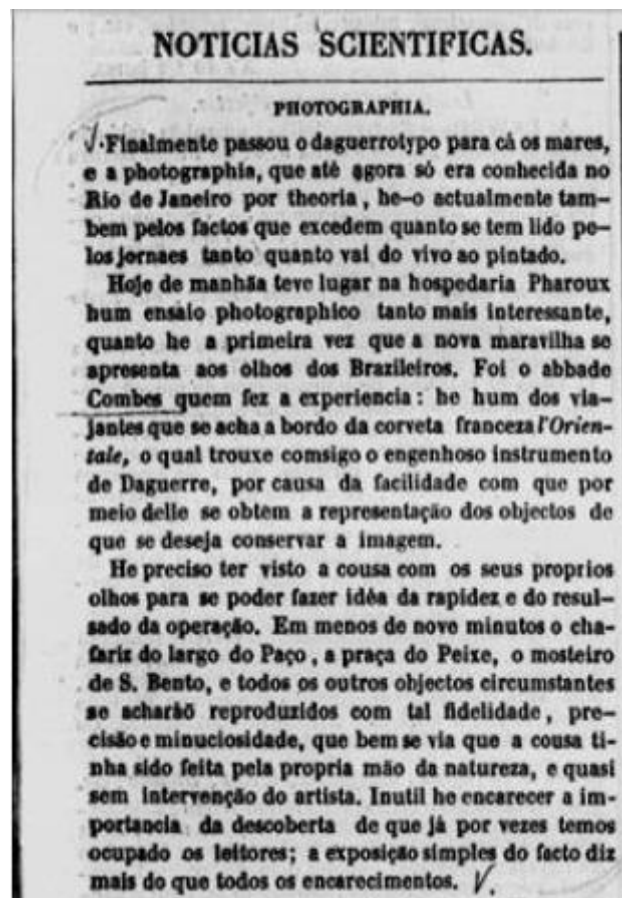 NOTICIAS SCIENTIFICAS.
PHOTOGRAPHIA.
Finalmente passou o daguerrotypo para cá os mares,
e a photographia, que até agora só era conhecida no
Rio de Janeiro por theoria, he-o actualmente tam-
bem pelos factos que excedem quanto se tem lido pe-
los jornaes tanto quanto vai do vivo ao pintado.
Hoje de manhãa teve lugar na hospedaria Pharoux
hum ensaio photographico tanto mais interessante,
quanto he a primeira vez que a nova maravilha se
apresenta aos olhos dos Brazileiros. Foi o abbade
Combes quem fez a experiencia: he hum dos via-
jantes que se acha a bordo da corveta franceza l'Orien-
tale, o qual trouxe comsigo o engenhoso instrumento
de Daguerre, por causa da facilidade com que por
meio delle se obtem a representação dos objectos de
que se deseja conservar a imagem.
He preciso ter visto a cousa com os seus proprios
olhos para se poder fazer idéa da rapidez e do resul-
sado da operação. Em menos de nove minutos o cha-
fariz do largo do Paço, a praça do Peixe, o mosteiro
de S. Bento, e todos os outros objectos circumstantes
se acharão reproduzidos com tal fidelidade, pre-
cisão e minuciosidade, que bem se via que a cousa ti-
nha sido feita pela propria mão da natureza, e quasi
sem intervenção do artista. Inutil he encarecer a im-
portancia da descoberta de que já por vezes temos
ocupado os leitores; a exposição simples do facto diz
mais do que todos os encarecimentos.